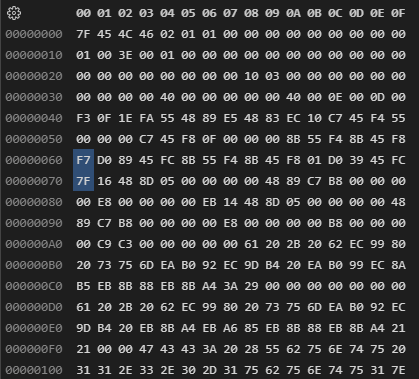 00 01 02 03 04 05 06 07 08 09 0A 0B 0C 0D 0E 0F
00000000 7F 45 4C 46 02 01 01 00 00 00 00 00 00 00 00 00
00000010 01 00 3E 00 01 00 00 00 00 00 00 00 00 00 00 00
00000020 00 00 00 00 00 00 00 00 10 03 00 00 00 00 00 00
00000030 00 00 00 00 40 00 00 00 00 00 40 00 0E 00 0D 00
00000040 F3 0F 1E FA 55 48 89 E5 48 83 EC 10 C7 45 F4 55
00000050 00 00 00 C7 45 F8 0F 00 00 00 8B 55 F4 8B 45 F8
00000060 F7 D0 89 45 FC 8B 55 F4 8B 45 F8 01 D0 39 45 FC
00000070 7F 16 48 8D 05 00 00 00 00 48 89 C7 B8 00 00 00
00000080 00 E8 00 00 00 00 EB 14 48 8D 05 00 00 00 00 48
00000090 89 C7 B8 00 00 00 00 E8 00 00 00 00 B8 00 00 00
000000A0 00 C9 C3 00 00 00 00 00 61 20 2B 20 62 EC 99 80
000000B0 20 73 75 6D EA B0 92 EC 9D B4 20 EA B0 99 EC 8A
000000C0 B5 EB 8B 88 EB 8B A4 3A 29 00 00 00 00 00 00 00
000000D0 61 20 2B 20 62 EC 99 80 20 73 75 6D EA B0 92 EC
000000E0 9D B4 20 EB 8B A4 EB A6 85 EB 8B 88 EB 8B A4 21
000000F0 21 00 00 47 43 43 3A 20 28 55 62 75 6E 74 75 20
00000100 31 31 2E 33 2E 30 2D 31 75 62 75 6E 74 75 31 7E